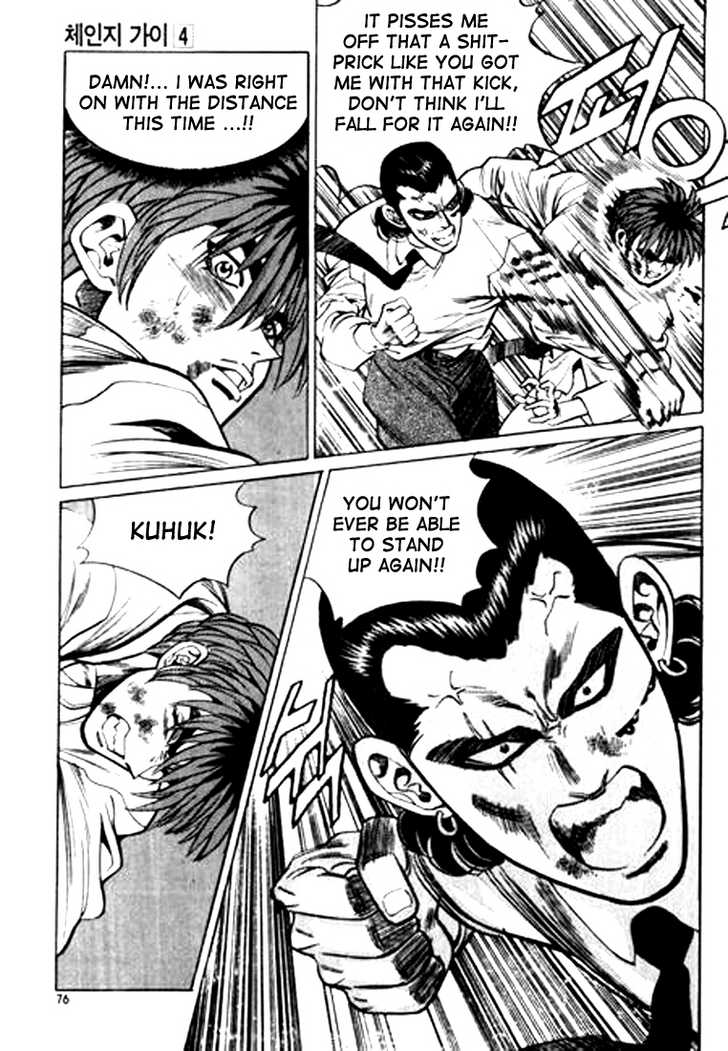 체인지 가이 4
DAMN!... I WAS RIGHT
ON WITH THE DISTANCE
THIS TIME ...!!
IT PISSES ME
OFF THAT A SHIT-
PRICK LIKE YOU GOT
ME WITH THAT KICK,
DON'T THINK I'LL
FALL FOR IT AGAIN!!
KUHUK!
YOU WON'T
EVER BE ABLE
TO STAND
UP AGAIN!!
76